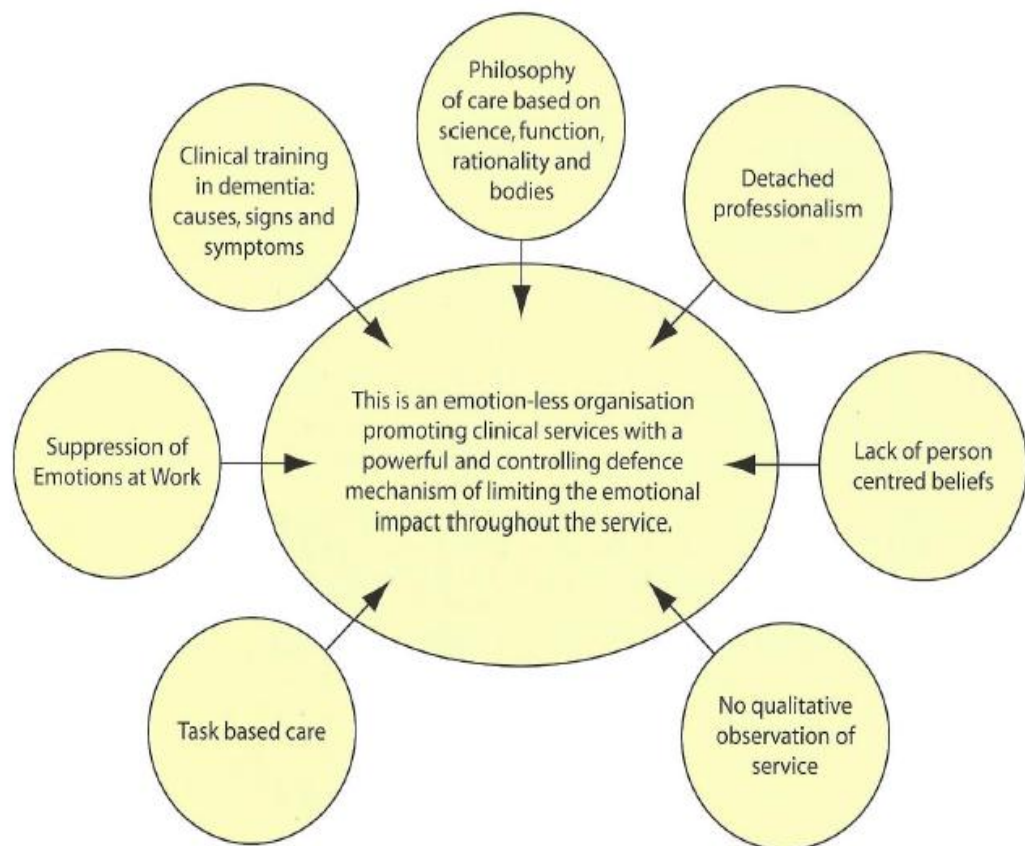 Philosophy
of care based on
science, function,
rationality and
bodies
Clinical training
in dementia:
causes, signs and
symptoms
Detached
professionalism
This is an emotion-less organisation
promoting clinical services with a
powerful and controlling defence
mechanism of limiting the emotional
impact throughout the service.
Suppression of
Emotions at Work
Lack of person
centred beliefs
Task based care
No qualitative
observation of
service